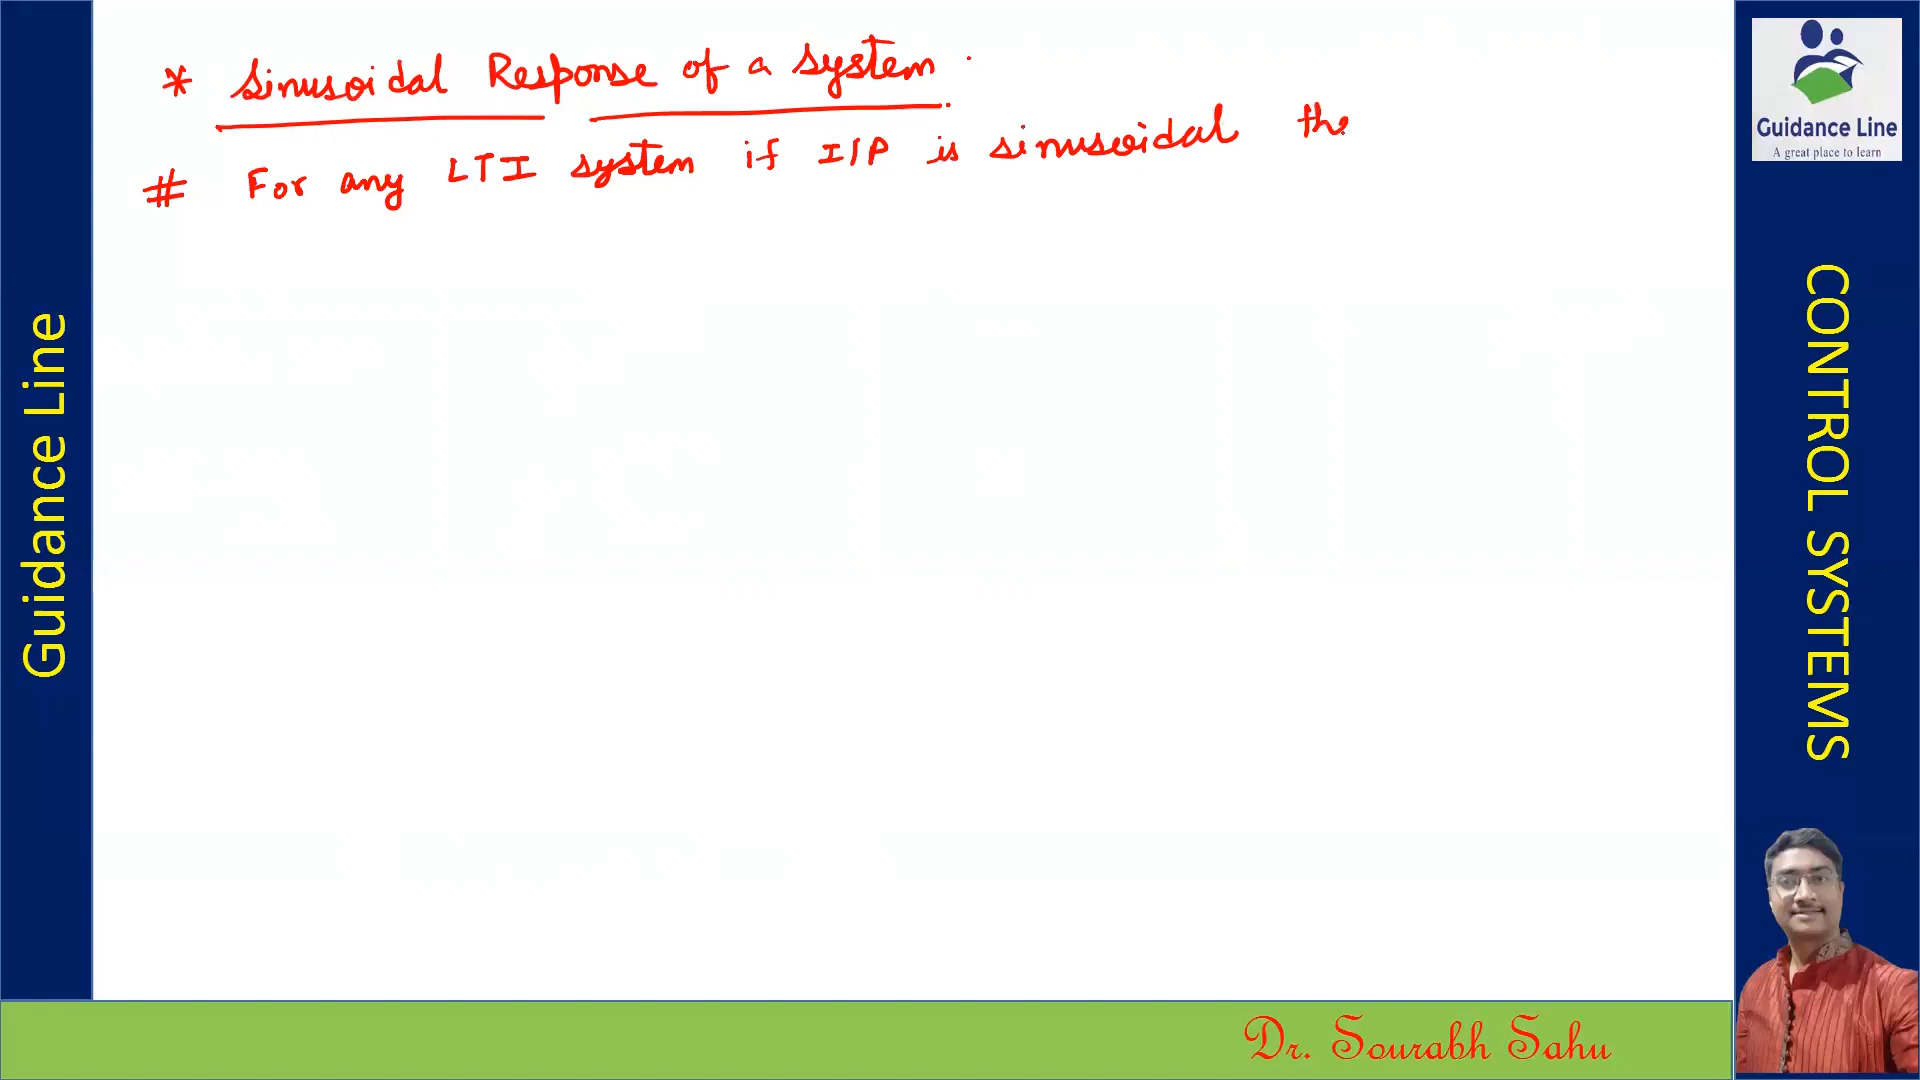 * Sinusoidal Response of a system.
# For any LTI system if I/P is sinusoidal the
Guidance Line
Guidance Line
A great place to learn
CONTROL SYSTEMS
Dr. Sourabh Sahu